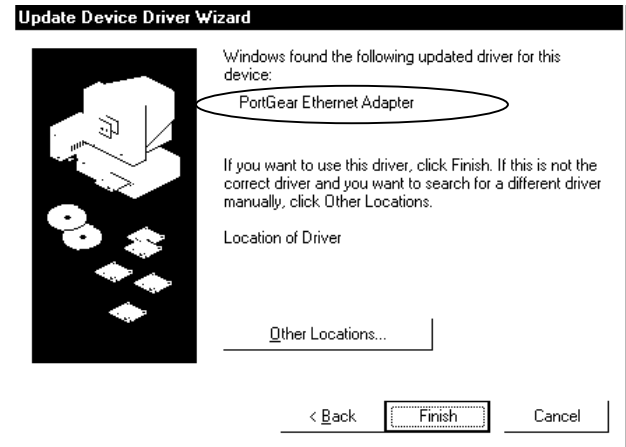 Update Device Driver Wizard
Windows found the following updated driver for this
device:
PortGear Ethernet Adapter
If you want to use this driver, click Finish. If this is not the
correct driver and you want to search for a different driver
manually, click Other Locations.
Location of Driver
Other Locations...
< Back Finish Cancel